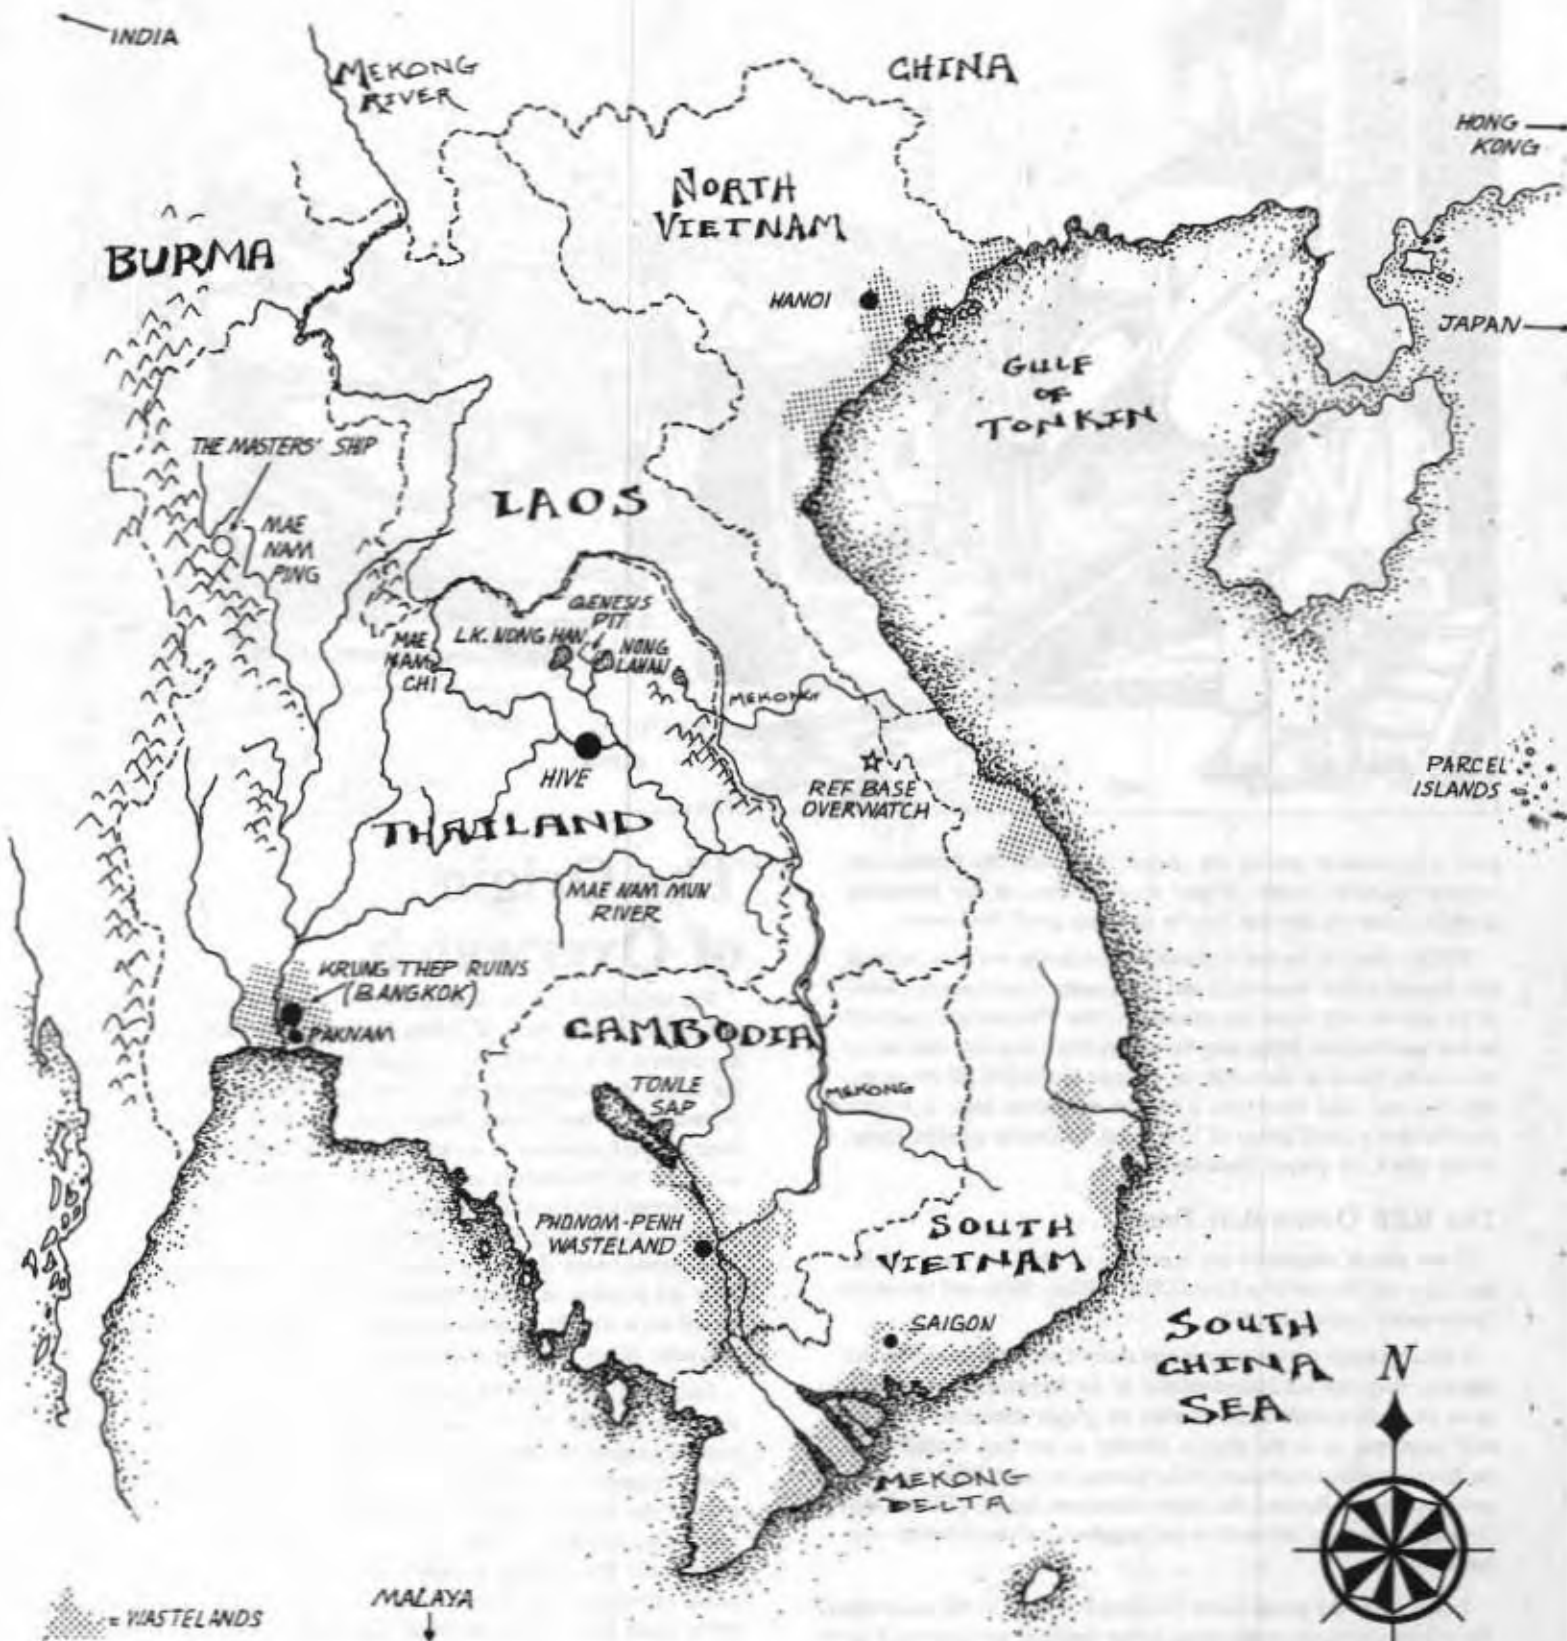 INDIA
MEKONG
RIVER
CHINA
HONG
KONG
NORTH
VIETNAM
BURMA
HANOI
JAPAN
GULF
OF
TONKIN
THE MASTERS' SHIP
LAOS
MAE
NAM
PING
GENESIS
PIT
L.K. NONG HAN
NONG
LAHAN
MAE
NAM
CHI
MEKONG
HIVE
REF BASE
OVERWATCH
PARCEL
ISLANDS
THAILAND
MAE NAM MUN
RIVER
KRUNG THEP RUINS
(BANGKOK)
PAKNAM
CAMBODIA
TONLE
SAP
MEKONG
PHONOM-PENH
WASTELAND
SOUTH
VIETNAM
SAIGON
SOUTH
CHINA
SEA
N
MEKONG
DELTA
= WASTELANDS
MALAYA